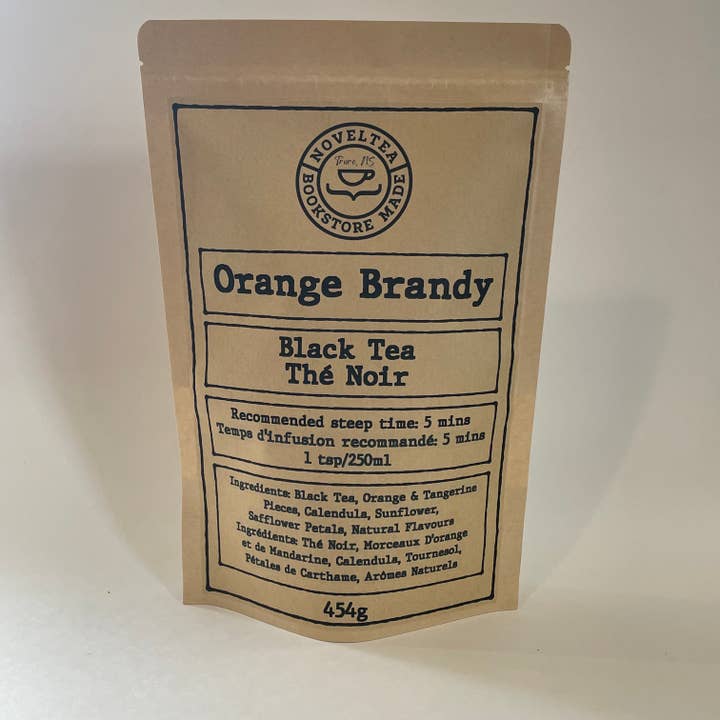 NOVELTEA
Truro, NS
BOOKSTORE MADE
Orange Brandy
Black Tea
Thé Noir
Recommended steep time: 5 mins
Temps d'infusion recommandé: 5 mins
1 tsp/250ml
Ingredients: Black Tea, Orange & Tangerine
Pieces, Calendula, Sunflower,
Safflower Petals, Natural Flavours
Ingrédients: Thé Noir, Morceaux D'orange
et de Mandarine, Calendula, Tournesol,
Pétales de Carthame, Arômes Naturels
454g